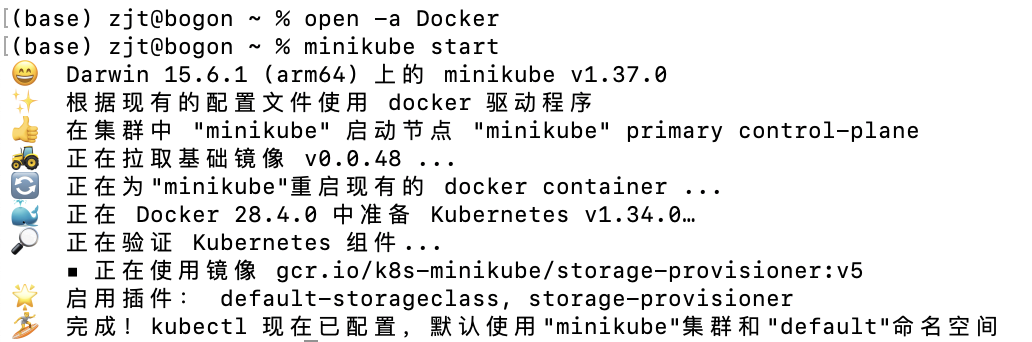 [(base) zjt@bogon ~ % open -a Docker
[(base) zjt@bogon ~ % minikube start
😄 Darwin 15.6.1 (arm64) 上的 minikube v1.37.0
✨ 根据现有的配置文件使用 docker 驱动程序
👍 在集群中 "minikube" 启动节点 "minikube" primary control-plane
🚜 正在拉取基础镜像 v0.0.48 ...
🔄 正在为"minikube"重启现有的 docker container ...
🐳 正在 Docker 28.4.0 中准备 Kubernetes v1.34.0…
🔎 正在验证 Kubernetes 组件...
▪ 正在使用镜像 gcr.io/k8s-minikube/storage-provisioner:v5
🌟 启用插件： default-storageclass, storage-provisioner
🏄 完成！kubectl 现在已配置，默认使用"minikube"集群和"default"命名空间